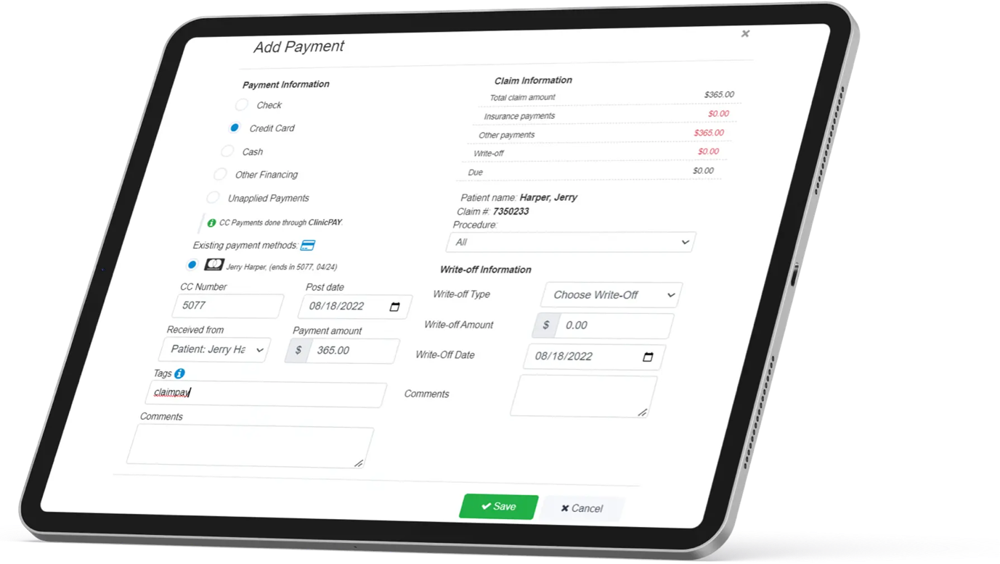 Add Payment
Payment Information
Check
Credit Card
Cash
Other Financing
Unapplied Payments
CC Payments done through ClinicPAY.
Existing payment methods:
Jerry Harper, (ends in 5077, 04/24)
CC Number
Post date
5077
08/18/2022
Received from
Payment amount
Patient: Jerry Ha
$ 365.00
Tags
claimpay
Comments
Claim Information
Total claim amount $365.00
Insurance payments $0.00
Other payments $365.00
Write-off $0.00
Due $0.00
Patient name: Harper, Jerry
Claim #: 7350233
Procedure:
All
Write-off Information
Write-off Type Choose Write-Off
Write-off Amount $ 0.00
Write-Off Date 08/18/2022
Comments
Save
Cancel